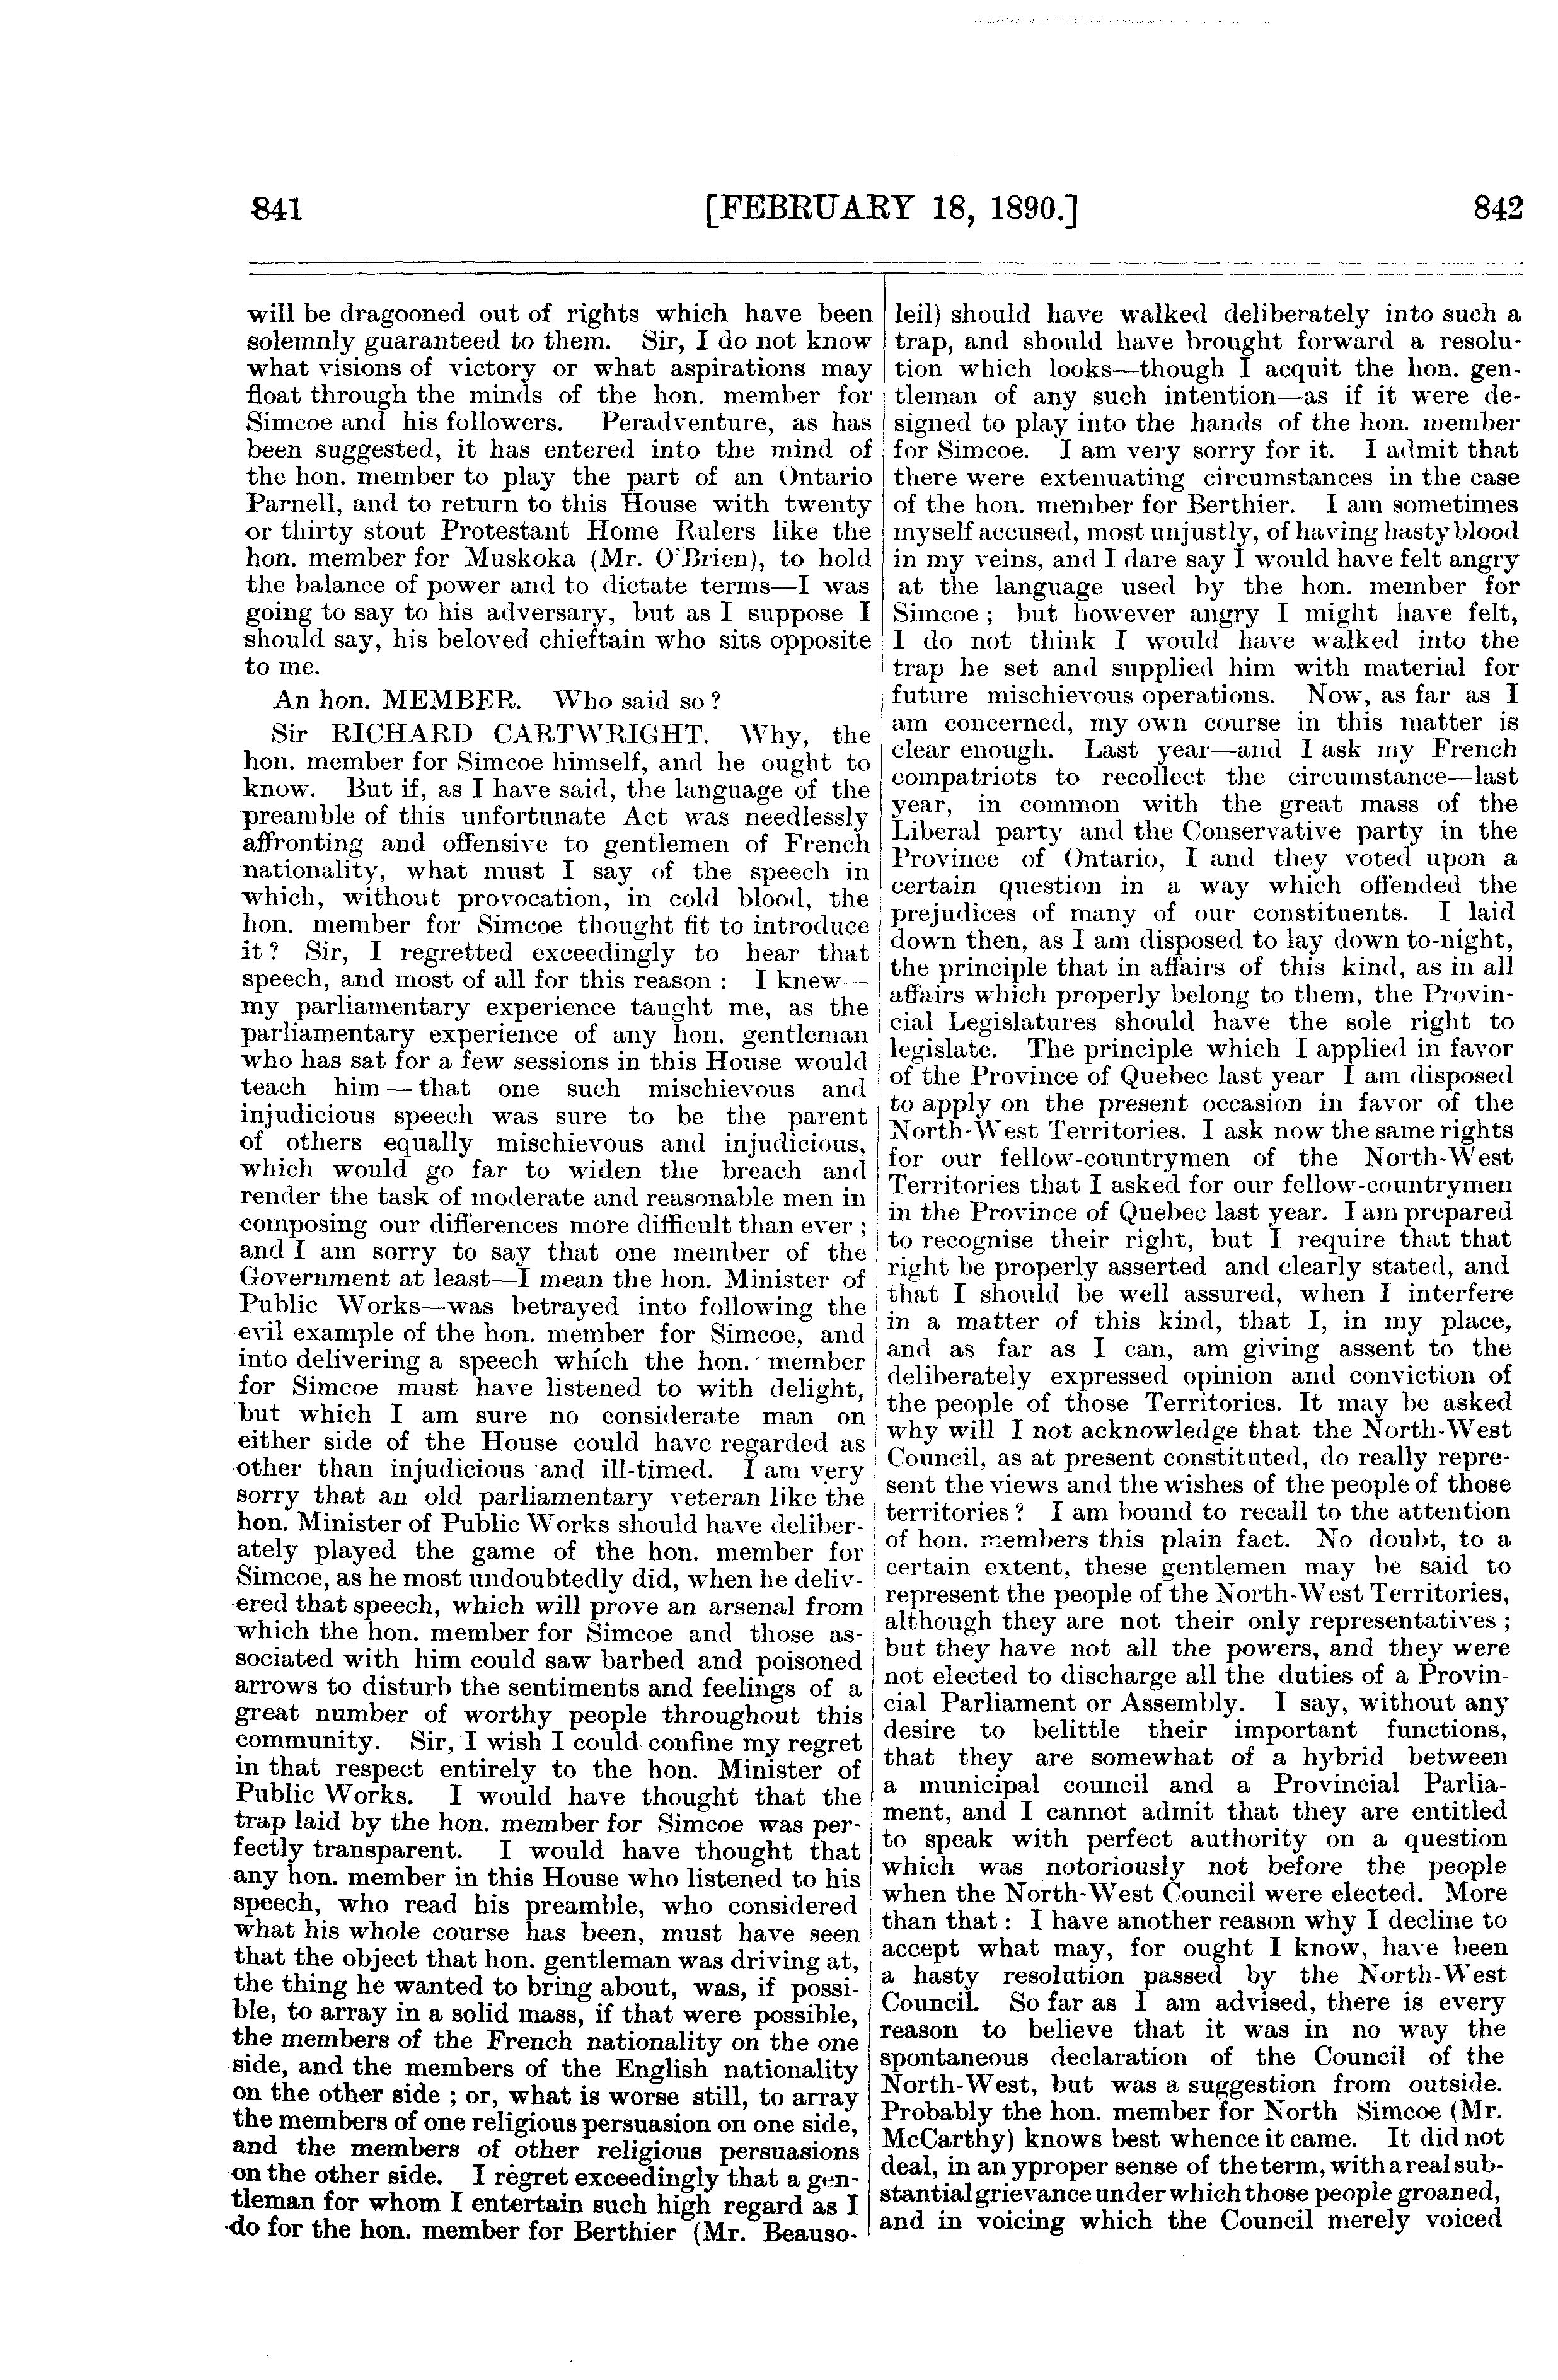 841
[FEBRUARY 18, 1890.]
842
will be dragooned out of rights which have been
solemnly guaranteed to them. Sir, I do not know
what visions of victory or what aspirations may
float through the minds of the hon. member for
Simcoe and his followers. Peradventure, as has
been suggested, it has entered into the mind of
the hon. member to play the part of an Ontario
Parnell, and to return to this House with twenty
or thirty stout Protestant Home Rulers like the
hon. member for Muskoka (Mr. O'Brien), to hold
the balance of power and to dictate terms—I was
going to say to his adversary, but as I suppose I
should say, his beloved chieftain who sits opposite
to me.
An hon. MEMBER. Who said so?
Sir RICHARD CARTWRIGHT. Why, the
hon. member for Simcoe himself, and he ought to
know. But if, as I have said, the language of the
preamble of this unfortunate Act was needlessly
affronting and offensive to gentlemen of French
nationality, what must I say of the speech in
which, without provocation, in cold blood, the
hon. member for Simcoe thought fit to introduce
it? Sir, I regretted exceedingly to hear that
speech, and most of all for this reason: I knew—
my parliamentary experience taught me, as the
parliamentary experience of any hon. gentleman
who has sat for a few sessions in this House would
teach him—that one such mischievous and
injudicious speech was sure to be the parent
of others equally mischievous and injudicious,
which would go far to widen the breach and
render the task of moderate and reasonable men in
composing our differences more difficult than ever;
and I am sorry to say that one member of the
Government at least—I mean the hon. Minister of
Public Works—was betrayed into following the
evil example of the hon. member for Simcoe, and
into delivering a speech which the hon. member
for Simcoe must have listened to with delight,
but which I am sure no considerate man on
either side of the House could have regarded as
other than injudicious and ill-timed. I am very
sorry that an old parliamentary veteran like the
hon. Minister of Public Works should have deliber-
ately played the game of the hon. member for
Simcoe, as he most undoubtedly did, when he deliv-
ered that speech, which will prove an arsenal from
which the hon. member for Simcoe and those as-
sociated with him could saw barbed and poisoned
arrows to disturb the sentiments and feelings of a
great number of worthy people throughout this
community. Sir, I wish I could confine my regret
in that respect entirely to the hon. Minister of
Public Works. I would have thought that the
trap laid by the hon. member for Simcoe was per-
fectly transparent. I would have thought that
any hon. member in this House who listened to his
speech, who read his preamble, who considered
what his whole course has been, must have seen
that the object that hon. gentleman was driving at,
the thing he wanted to bring about, was, if possi-
ble, to array in a solid mass, if that were possible,
the members of the French nationality on the one
side, and the members of the English nationality
on the other side; or, what is worse still, to array
the members of one religious persuasion on one side,
and the members of other religious persuasions
on the other side. I regret exceedingly that a gen-
tleman for whom I entertain such high regard as I
do for the hon. member for Berthier (Mr. Beauso-
leil) should have walked deliberately into such a
trap, and should have brought forward a resolu-
tion which looks—though I acquit the hon. gen-
tleman of any such intention—as if it were de-
signed to play into the hands of the hon. member
for Simcoe. I am very sorry for it. I admit that
there were extenuating circumstances in the case
of the hon. member for Berthier. I am sometimes
myself accused, most unjustly, of having hasty blood
in my veins, and I dare say I would have felt angry
at the language used by the hon. member for
Simcoe; but however angry I might have felt,
I do not think I would have walked into the
trap he set and supplied him with material for
future mischievous operations. Now, as far as I
am concerned, my own course in this matter is
clear enough. Last year—and I ask my French
compatriots to recollect the circumstance—last
year, in common with the great mass of the
Liberal party and the Conservative party in the
Province of Ontario, I and they voted upon a
certain question in a way which offended the
prejudices of many of our constituents. I laid
down then, as I am disposed to lay down to-night,
the principle that in affairs of this kind, as in all
affairs which properly belong to them, the Provin-
cial Legislatures should have the sole right to
legislate. The principle which I applied in favor
of the Province of Quebec last year I am disposed
to apply on the present occasion in favor of the
North-West Territories. I ask now the same rights
for our fellow-countrymen of the North-West
Territories that I asked for our fellow-countrymen
in the Province of Quebec last year. I am prepared
to recognise their right, but I require that that
right be properly asserted and clearly stated, and
that I should be well assured, when I interfere
in a matter of this kind, that I, in my place,
and as far as I can, am giving assent to the
deliberately expressed opinion and conviction of
the people of those Territories. It may be asked
why will I not acknowledge that the North-West
Council, as at present constituted, do really repre-
sent the views and the wishes of the people of those
territories? I am bound to recall to the attention
of hon. members this plain fact. No doubt, to a
certain extent, these gentlemen may be said to
represent the people of the North-West Territories,
although they are not their only representatives;
but they have not all the powers, and they were
not elected to discharge all the duties of a Provin-
cial Parliament or Assembly. I say, without any
desire to belittle their important functions,
that they are somewhat of a hybrid between
a municipal council and a Provincial Parlia-
ment, and I cannot admit that they are entitled
to speak with perfect authority on a question
which was notoriously not before the people
when the North-West Council were elected. More
than that: I have another reason why I decline to
accept what may, for ought I know, have been
a hasty resolution passed by the North-West
Council. So far as I am advised, there is every
reason to believe that it was in no way the
spontaneous declaration of the Council of the
North-West, but was a suggestion from outside.
Probably the hon. member for North Simcoe (Mr.
McCarthy) knows best whence it came. It did not
deal, in an yproper sense of the term, with a real sub-
stantial grievance under which those people groaned,
and in voicing which the Council merely voiced